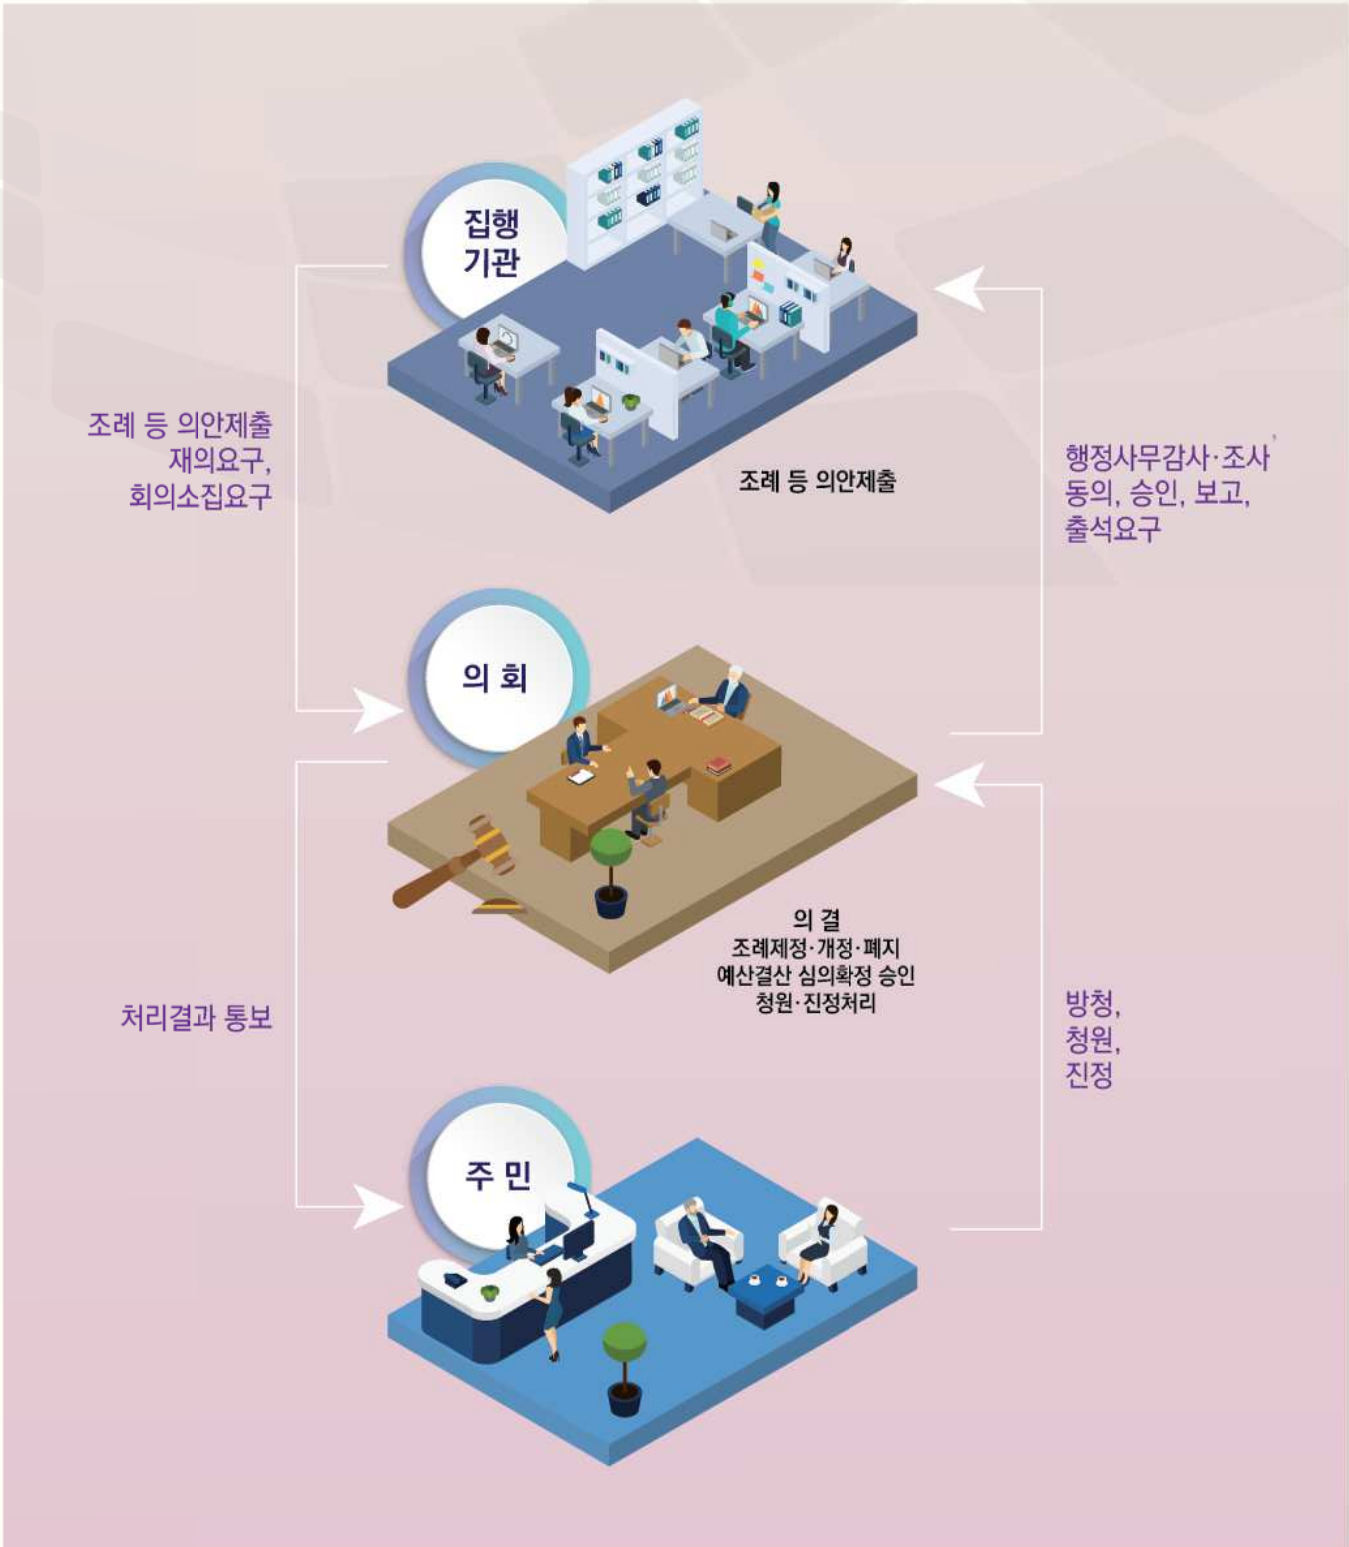 집행
기관
조례 등 의안제출
재의요구,
회의소집요구
조례 등 의안제출
행정사무감사·조사
동의, 승인, 보고,
출석요구
의 회
의 결
조례제정·개정·폐지
예산결산 심의확정 승인
청원·진정처리
처리결과 통보
방청,
청원,
진정
주 민